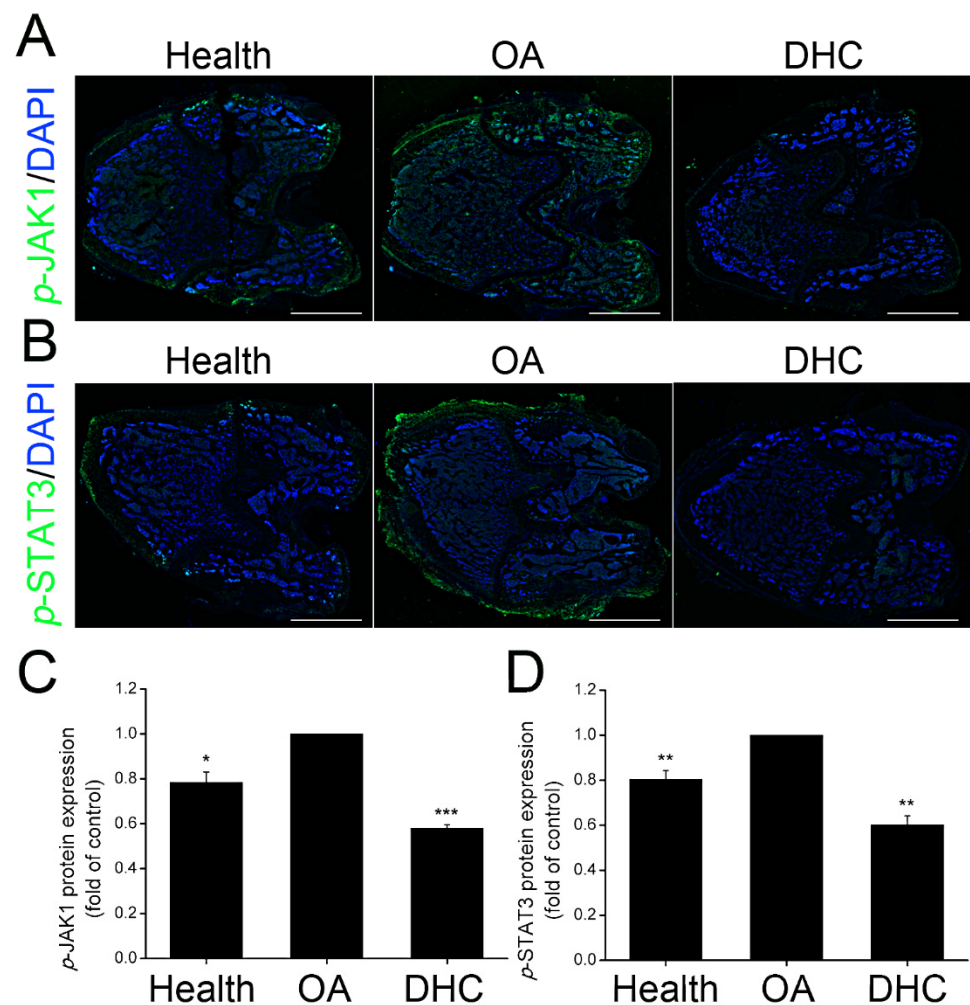 A
Health OA DHC
p-JAK1/DAPI
B
Health OA DHC
p-STAT3/DAPI
C
p-JAK1 protein expression
(fold of control)
1.2
1.0
0.8
0.6
0.4
0.2
0.0
*
***
Health OA DHC
D
p-STAT3 protein expression
(fold of control)
1.2
1.0
0.8
0.6
0.4
0.2
0.0
**
**
Health OA DHC